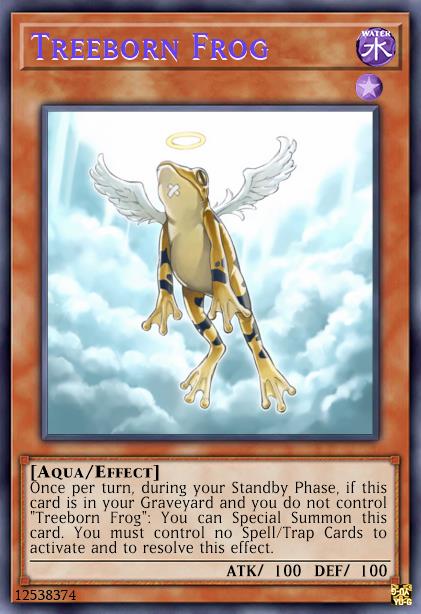 Treeborn Frog
WATER
水
[Aqua/Effect]
Once per turn, during your Standby Phase, if this
card is in your Graveyard and you do not control
"Treeborn Frog": You can Special Summon this
card. You must control no Spell/Trap Cards to
activate and to resolve this effect.
ATK/ 100 DEF/ 100
12538374